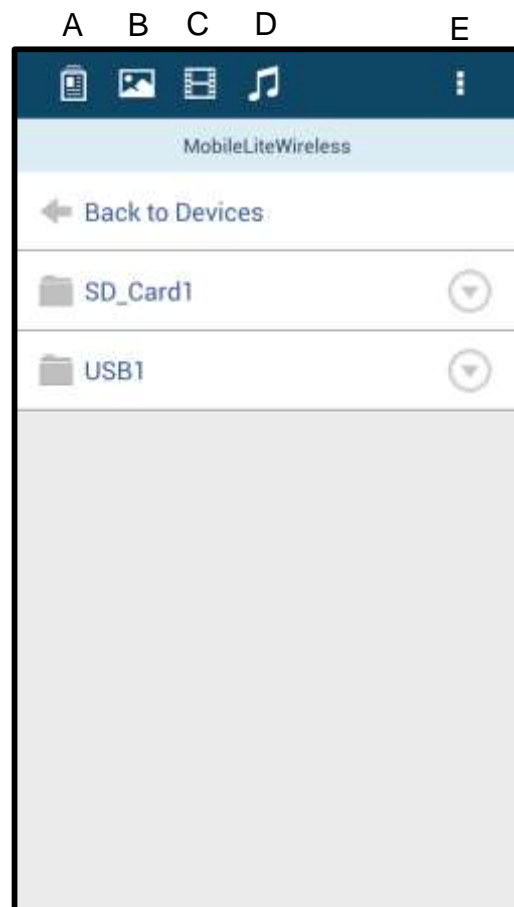 A B C D E
MobileLiteWireless
Back to Devices
SD_Card1
USB1